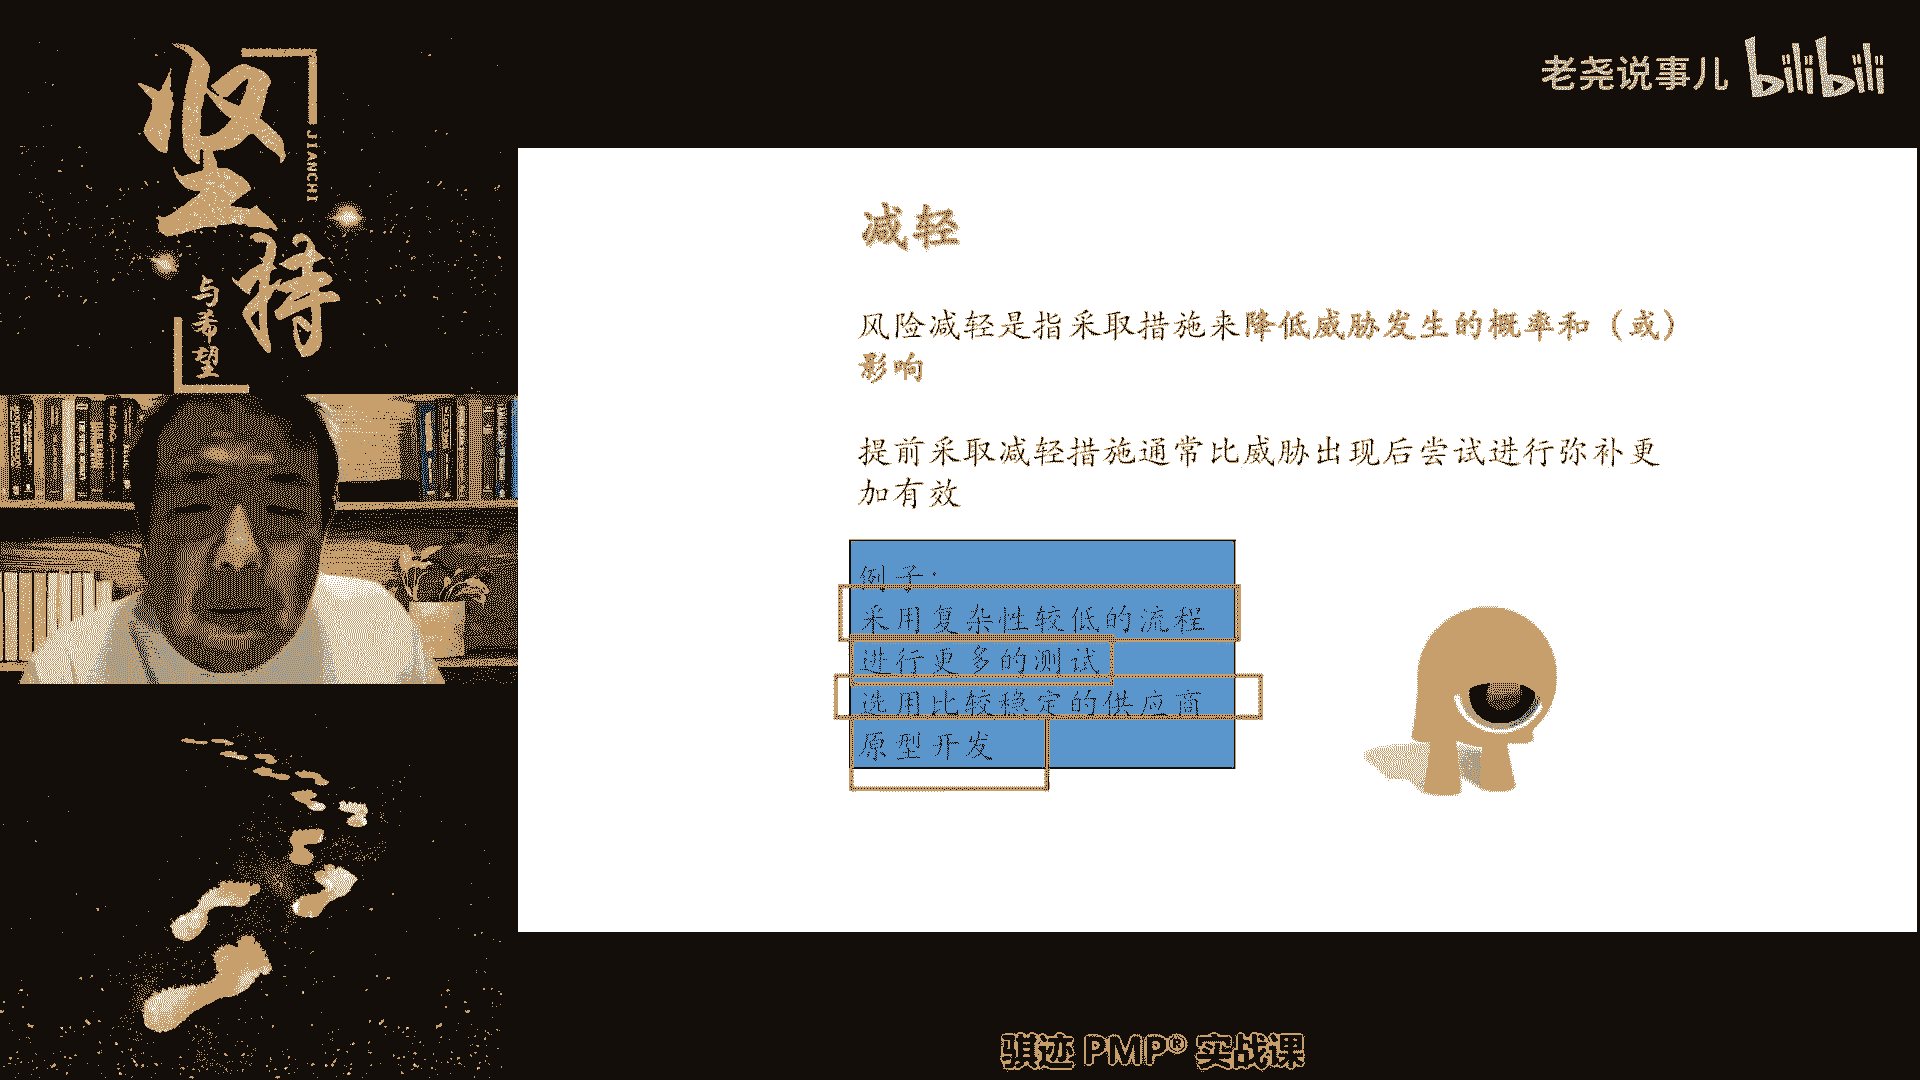 坚持
JIANCHI
与希望
老尧说事儿 bilibili
减轻
风险减轻是指采取措施来降低威胁发生的概率和（或）
影响
提前采取减轻措施通常比威胁出现后尝试进行弥补更
加有效
例子：
采用复杂性较低的流程
进行更多的测试
选用比较稳定的供应商
原型开发
骐迹 PMP® 实战课